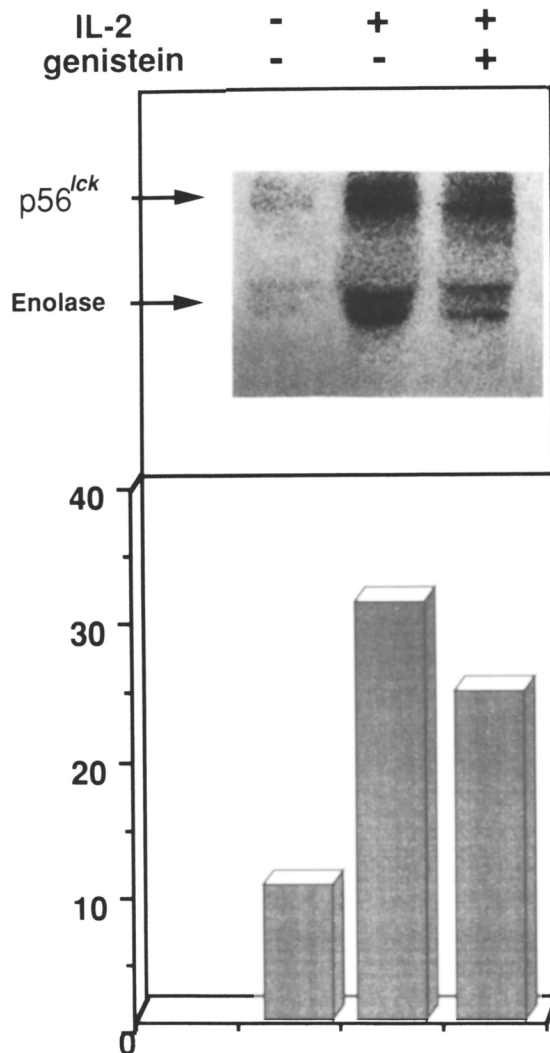 IL-2 - + +
genistein - - +
p56lck
Enolase
40
30
20
10
0